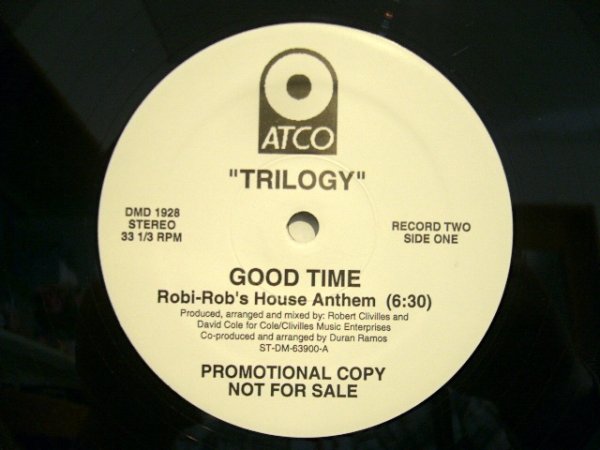 ATCO
"TRILOGY"
DMD 1928
STEREO
33 1/3 RPM
RECORD TWO
SIDE ONE
GOOD TIME
Robi-Rob's House Anthem (6:30)
Produced, arranged and mixed by: Robert Clivilles and
David Cole for Cole/Clivilles Music Enterprises
Co-produced and arranged by Duran Ramos
ST-DM-63900-A
PROMOTIONAL COPY
NOT FOR SALE